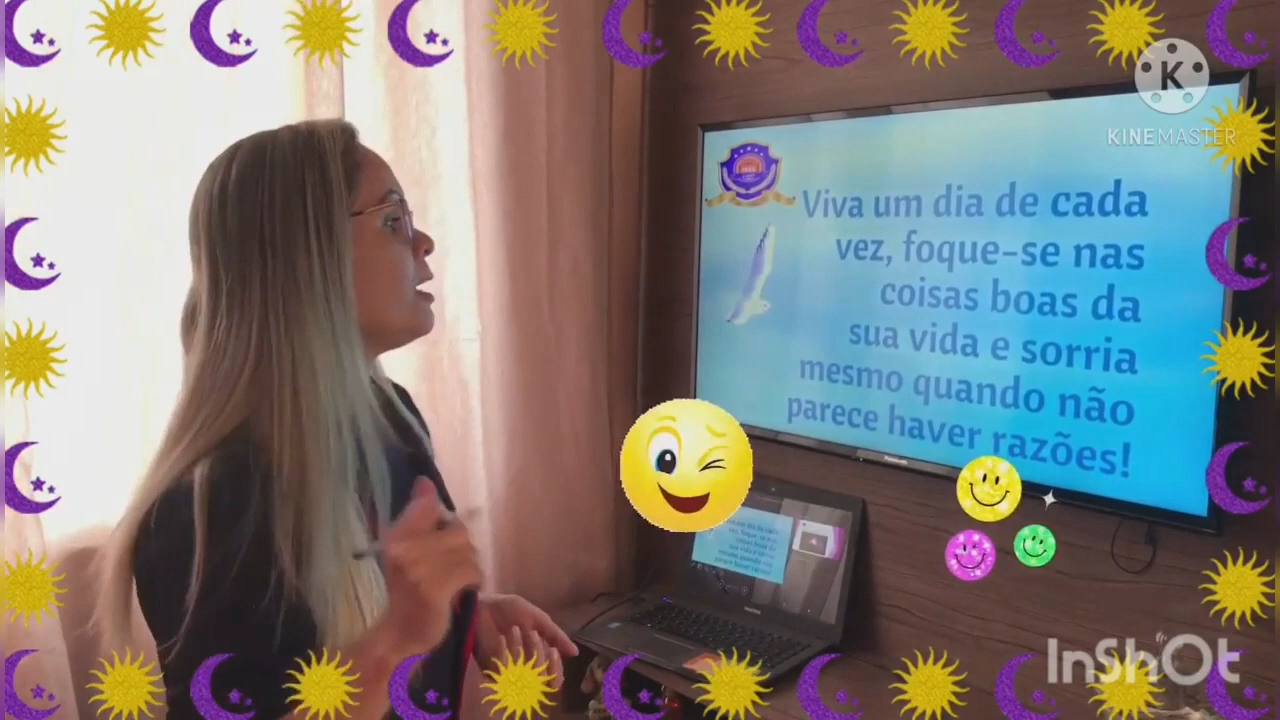 KINEMASTER
Viva um dia de cada
vez, foque-se nas
coisas boas da
sua vida e sorria
mesmo quando não
parece haver razões!
InShOt